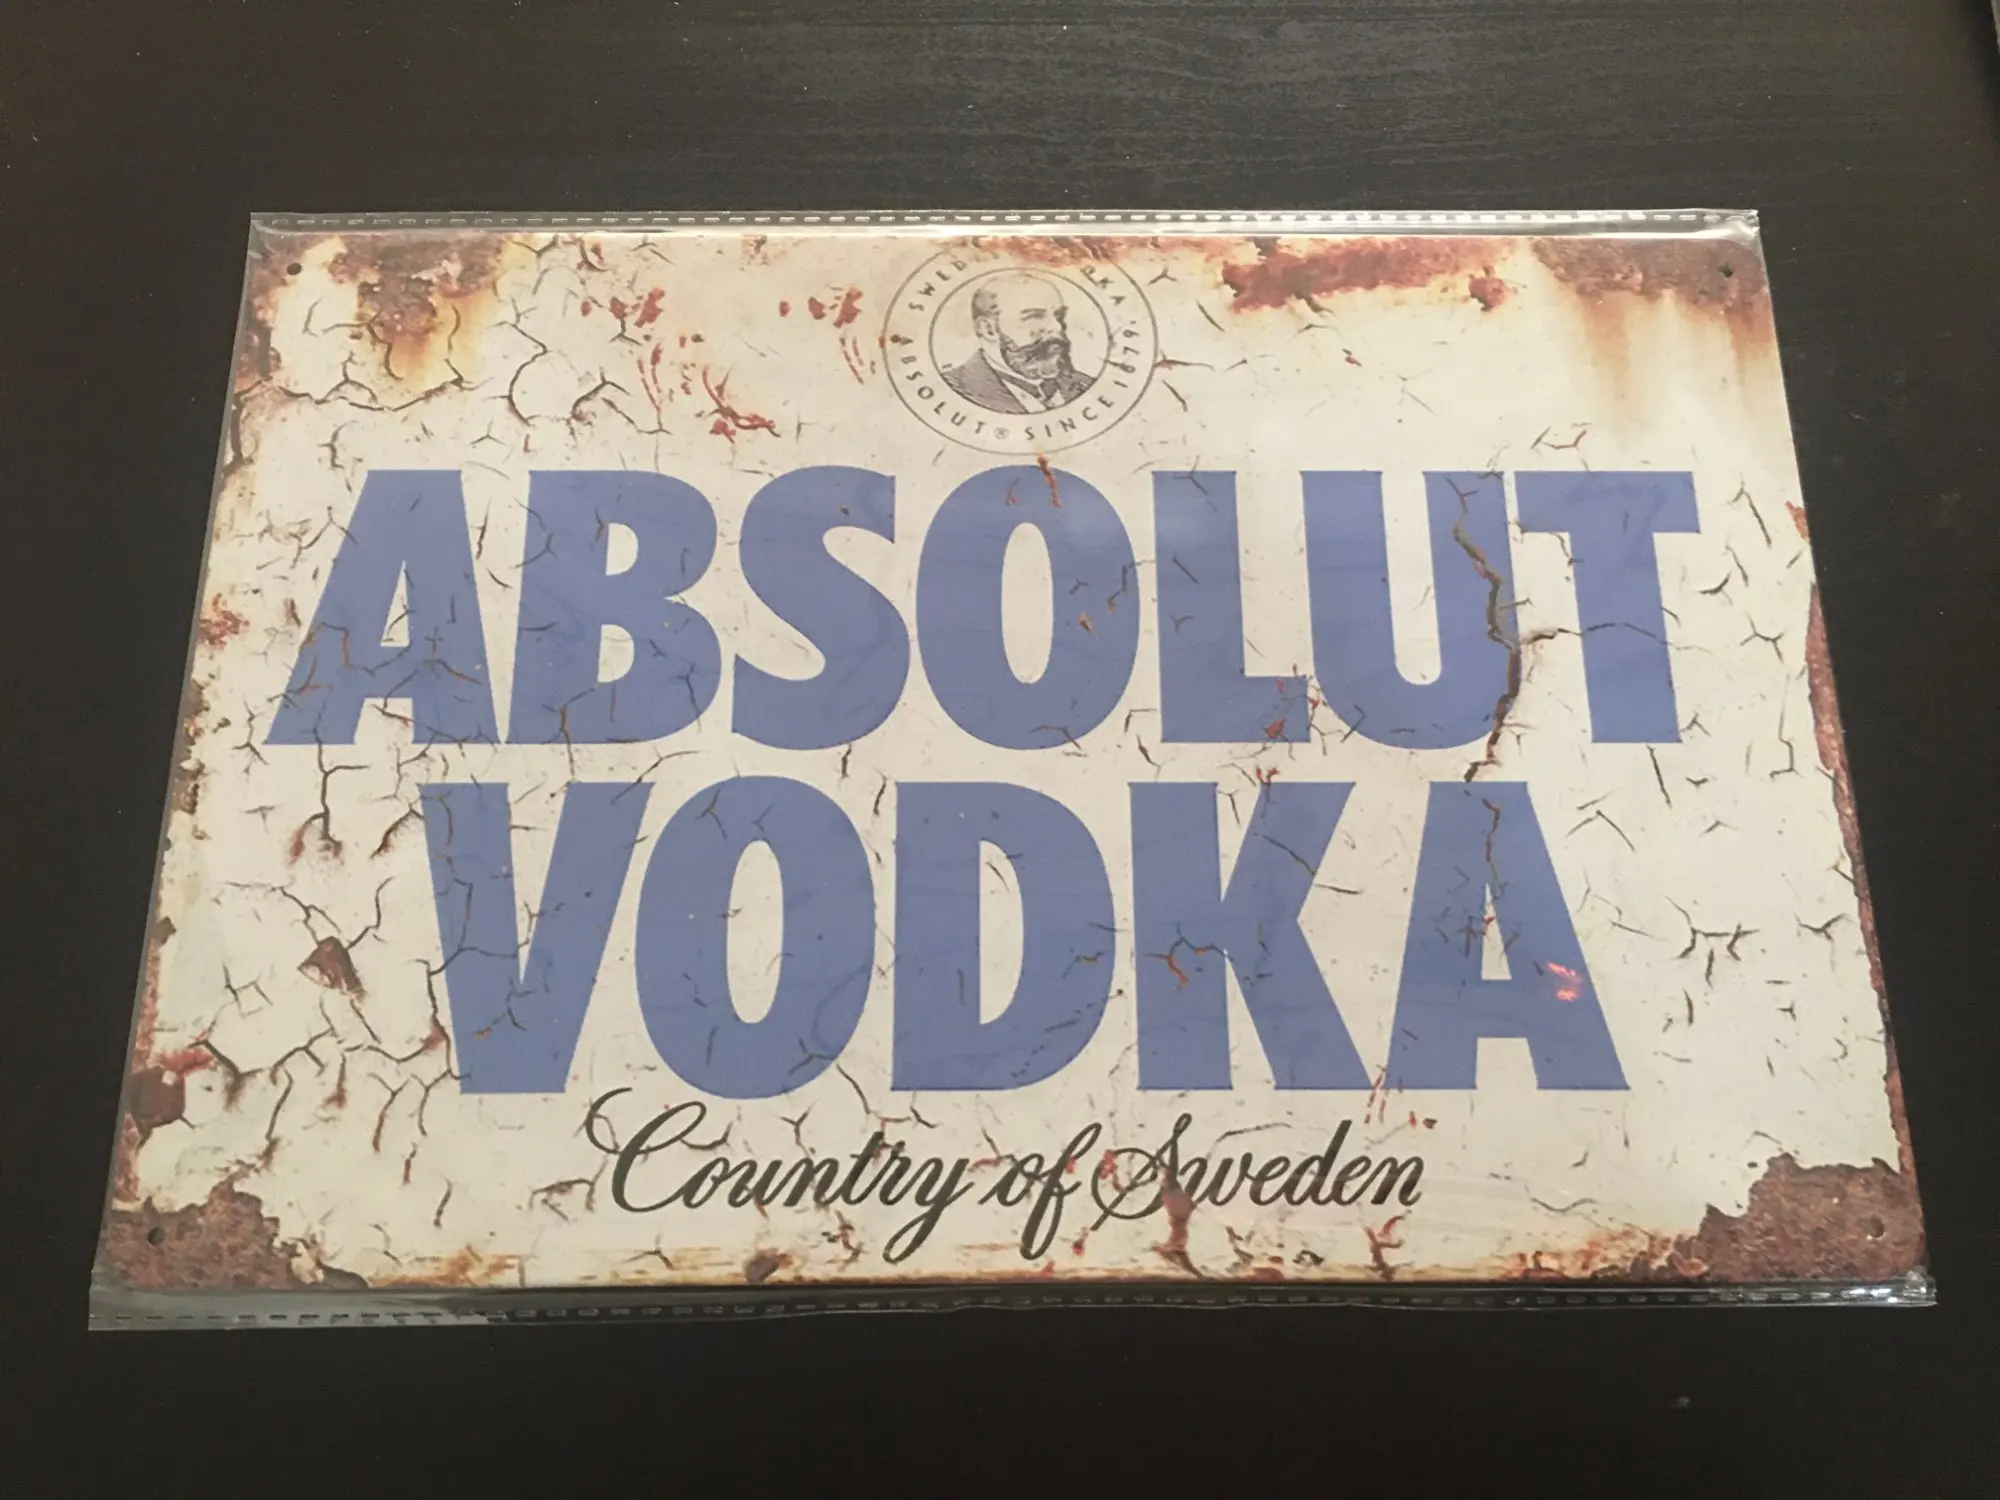 ABSOLUT® SINCE 1879
ABSOLUT
VODKA
Country of Sweden